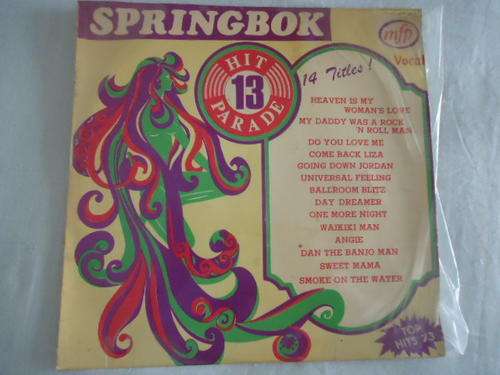 SPRINGBOK
mfp
Vocal
HIT
13
PARADE
14 Titles!
HEAVEN IS MY
WOMAN'S LOVE
MY DADDY WAS A ROCK
'N ROLL MAN
DO YOU LOVE ME
COME BACK LIZA
GOING DOWN JORDAN
UNIVERSAL FEELING
BALLROOM BLITZ
DAY DREAMER
ONE MORE NIGHT
WAIKIKI MAN
ANGIE
DAN THE BANJO MAN
SWEET MAMA
SMOKE ON THE WATER
TOP
HITS 73